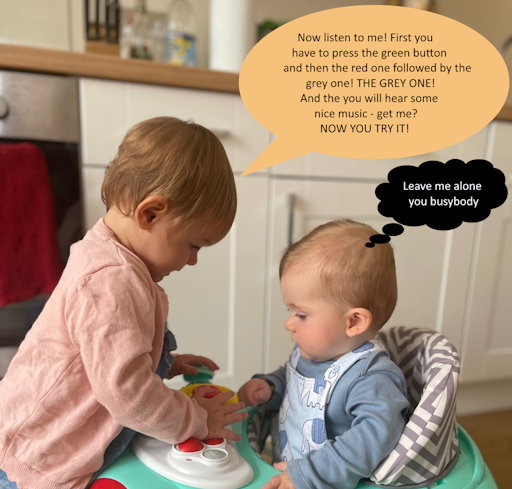 Now listen to me! First you
have to press the green button
and then the red one followed by the
grey one! THE GREY ONE!
And the you will hear some
nice music - get me?
NOW YOU TRY IT!
Leave me alone
you busybody